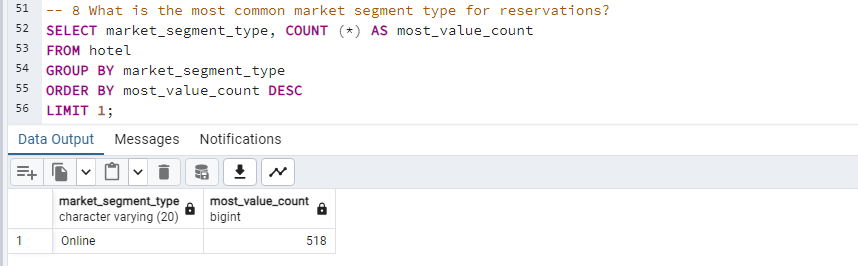 51 -- 8 What is the most common market segment type for reservations?
52 SELECT market_segment_type, COUNT (*) AS most_value_count
53 FROM hotel
54 GROUP BY market_segment_type
55 ORDER BY most_value_count DESC
56 LIMIT 1;
Data Output Messages Notifications
market_segment_type most_value_count
character varying (20) bigint
1 Online 518